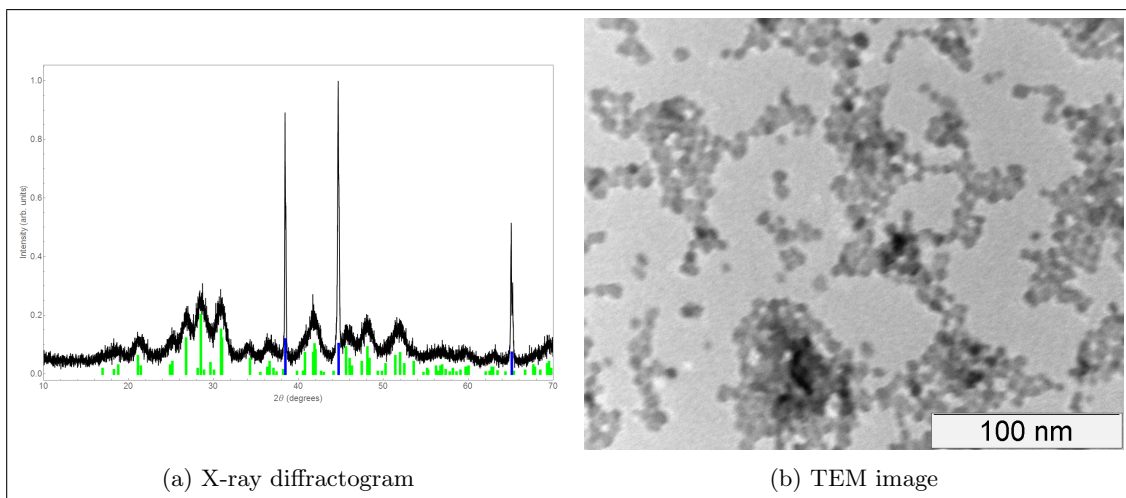 1.0
0.8
0.6
0.4
0.2
0.0
Intensity (arb. units)
10 20 30 40 50 60 70
2θ (degrees)
100 nm
(a) X-ray diffractogram (b) TEM image